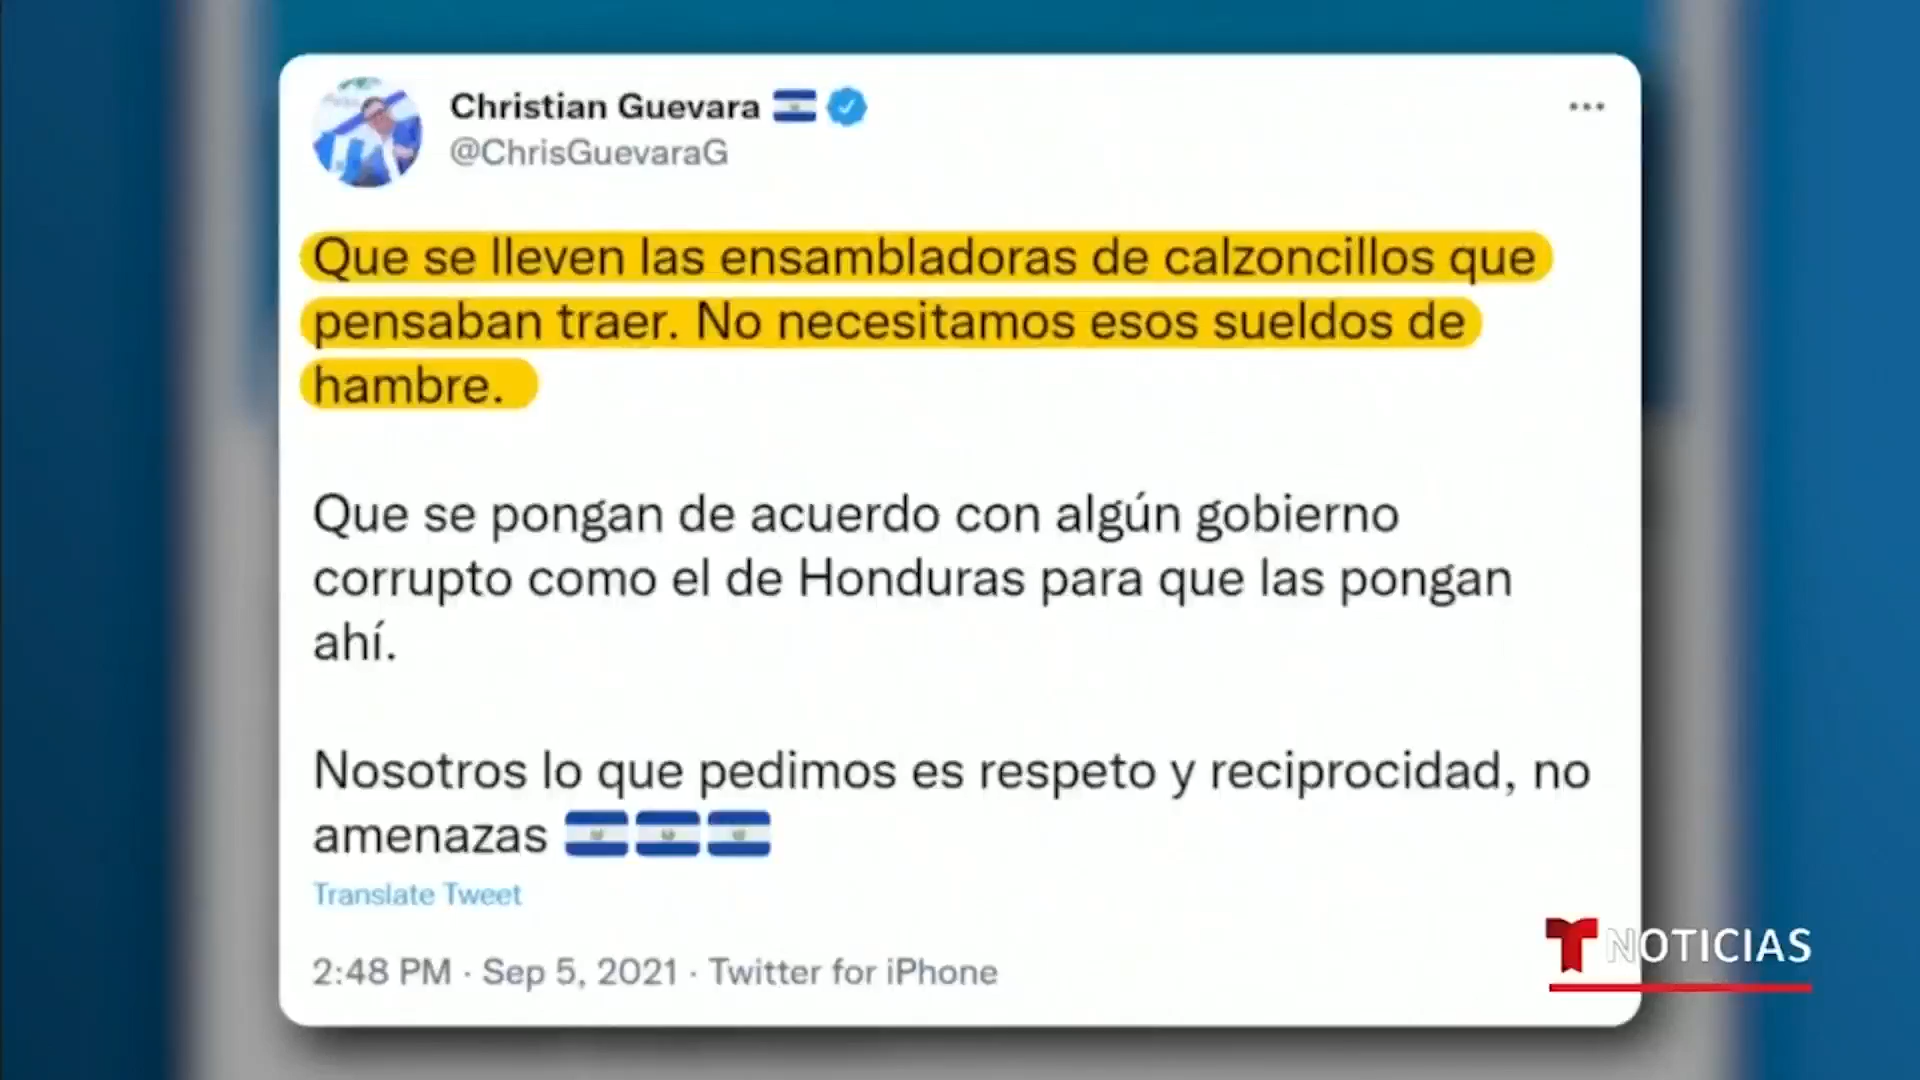 Christian Guevara
@ChrisGuevaraG
Que se lleven las ensambladoras de calzoncillos que
pensaban traer. No necesitamos esos sueldos de
hambre.
Que se pongan de acuerdo con algún gobierno
corrupto como el de Honduras para que las pongan
ahí.
Nosotros lo que pedimos es respeto y reciprocidad, no
amenazas
Translate Tweet
2:48 PM · Sep 5, 2021 · Twitter for iPhone
T NOTICIAS